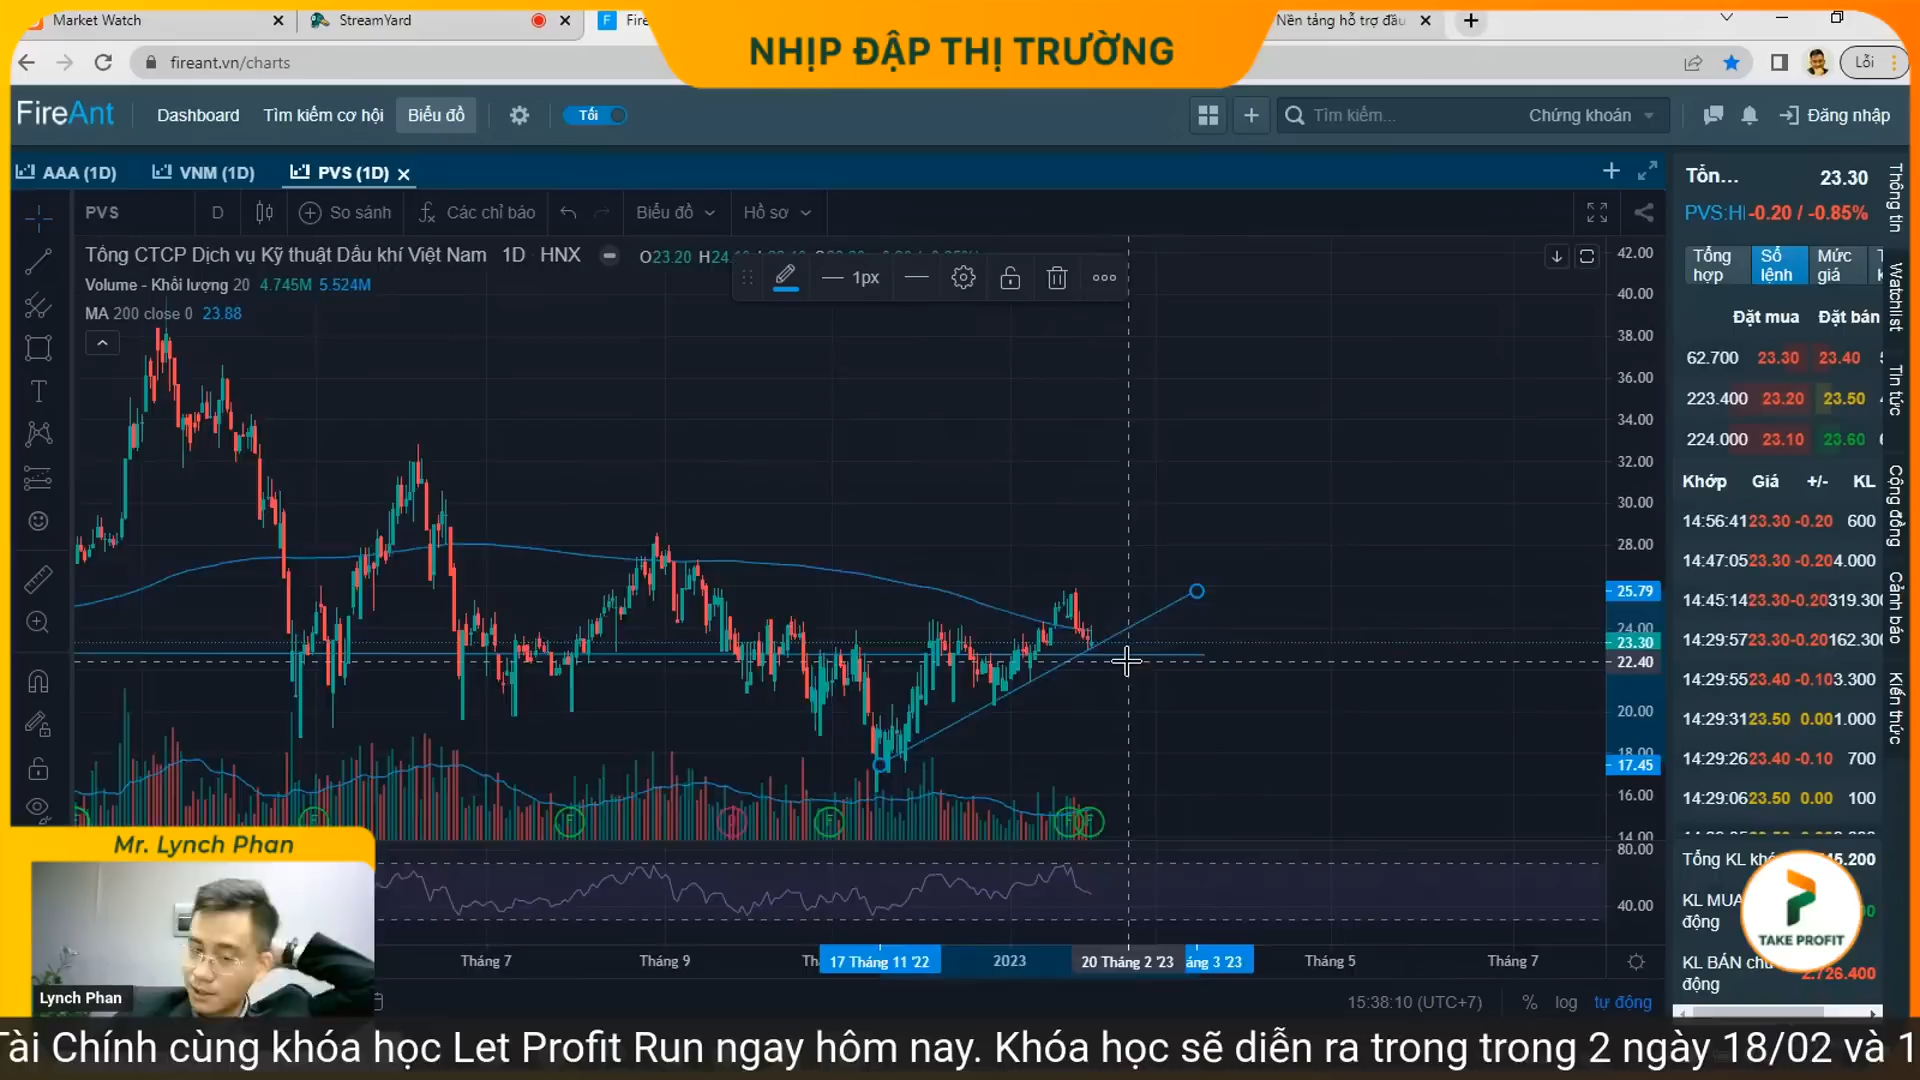 Market Watch
StreamYard
Fire
NHỊP ĐẬP THỊ TRƯỜNG
Nền tảng hỗ trợ đầu
fireant.vn/charts
Lỗi
FireAnt
Dashboard
Tìm kiếm cơ hội
Biểu đồ
Tối
Tìm kiếm...
Chứng khoán
Đăng nhập
AAA (1D)
VNM (1D)
PVS (1D)
PVS
D
So sánh
Các chỉ báo
Biểu đồ
Hồ sơ
Tổng CTCP Dịch vụ Kỹ thuật Dầu khí Việt Nam 1D HNX
O23.20
Volume - Khối lượng 20 4.745M 5.524M
MA 200 close 0 23.88
1px
42.00
40.00
38.00
36.00
34.00
32.00
30.00
28.00
25.79
24.00
23.30
22.40
20.00
18.00
17.45
16.00
14.00
80.00
40.00
Tháng 7
Tháng 9
17 Tháng 11 '22
2023
20 Tháng 2 '23
áng 3 '23
Tháng 5
Tháng 7
15:38:10 (UTC+7)
%
log
tự động
Tổn... 23.30
PVS:H -0.20 / -0.85%
Tổng hợp
Sổ lệnh
Mức giá
Đặt mua Đặt bán
62.700 23.30 23.40
223.400 23.20 23.50
224.000 23.10 23.60
Khớp Giá +/- KL
14:56:41 23.30 -0.20 600
14:47:05 23.30 -0.20 4.000
14:45:14 23.30 -0.20 319.300
14:29:57 23.30 -0.20 162.300
14:29:55 23.40 -0.10 3.300
14:29:31 23.50 0.00 1.000
14:29:26 23.40 -0.10 700
14:29:06 23.50 0.00 100
Tổng KL
KL MUA
động
KL BÁN
động
2.726.400
TAKE PROFIT
Thông tin
Watchlist
Tin tức
Cộng đồng
Cảnh báo
Kiến thức
Mr. Lynch Phan
Lynch Phan
Tài Chính cùng khóa học Let Profit Run ngay hôm nay. Khóa học sẽ diễn ra trong trong 2 ngày 18/02 và 1